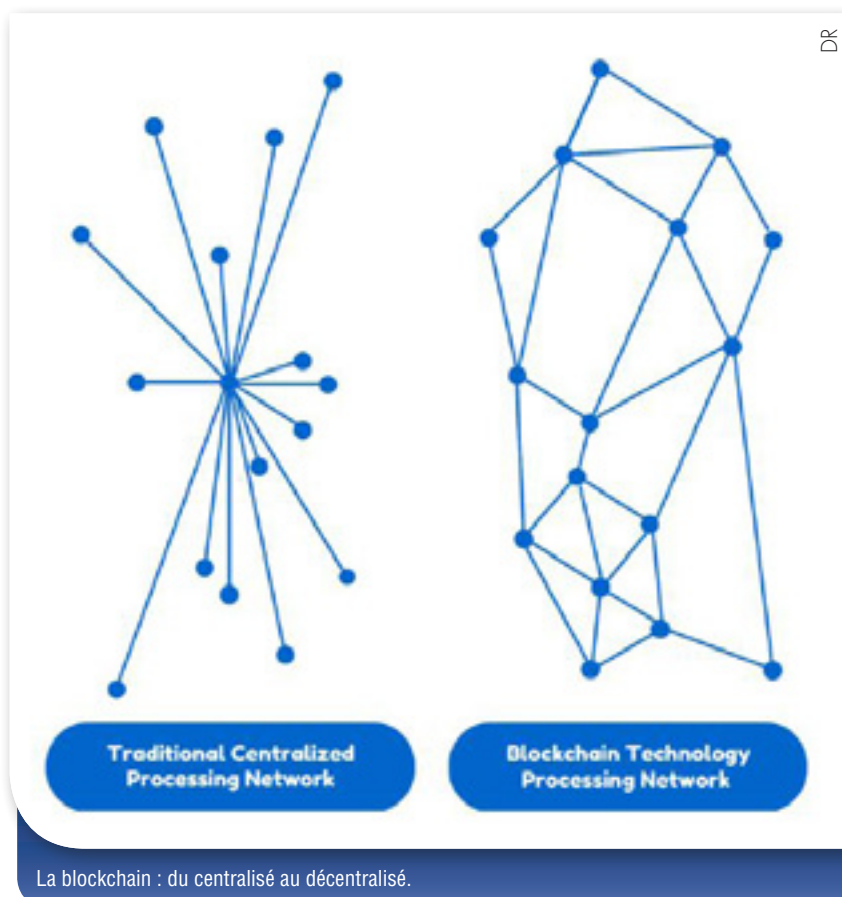 DR
Traditional Centralized
Processing Network
Blockchain Technology
Processing Network
La blockchain : du centralisé au décentralisé.